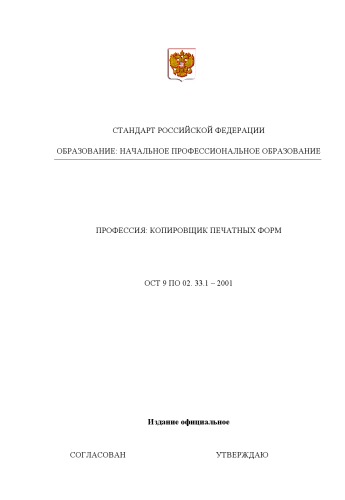 СТАНДАРТ РОССИЙСКОЙ ФЕДЕРАЦИИ
ОБРАЗОВАНИЕ: НАЧАЛЬНОЕ ПРОФЕССИОНАЛЬНОЕ ОБРАЗОВАНИЕ
ПРОФЕССИЯ: КОПИРОВЩИК ПЕЧАТНЫХ ФОРМ
ОСТ 9 ПО 02. 33.1 – 2001
Издание официальное
СОГЛАСОВАН УТВЕРЖДАЮ